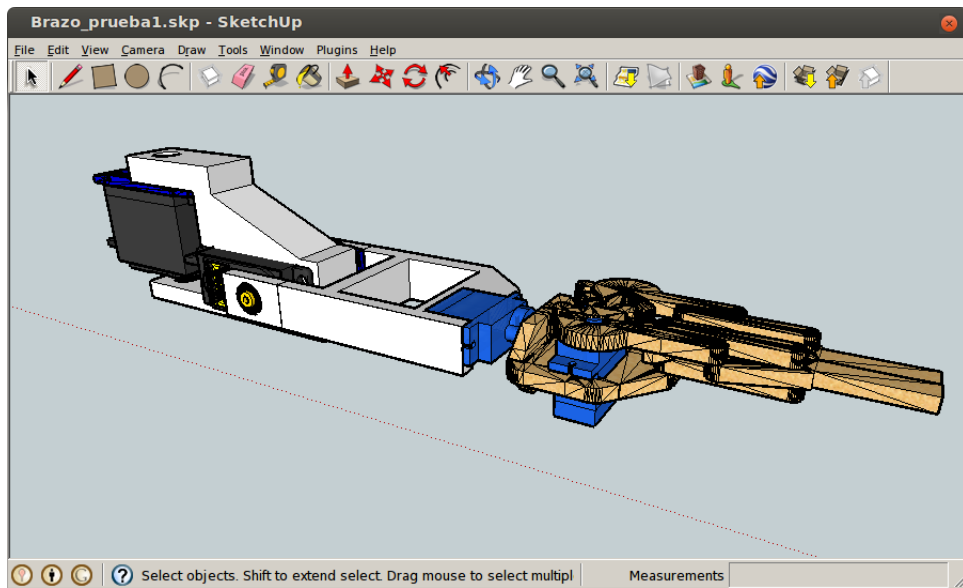 Brazo_prueba1.skp - SketchUp
File Edit View Camera Draw Tools Window Plugins Help
Select objects. Shift to extend select. Drag mouse to select multipl Measurements